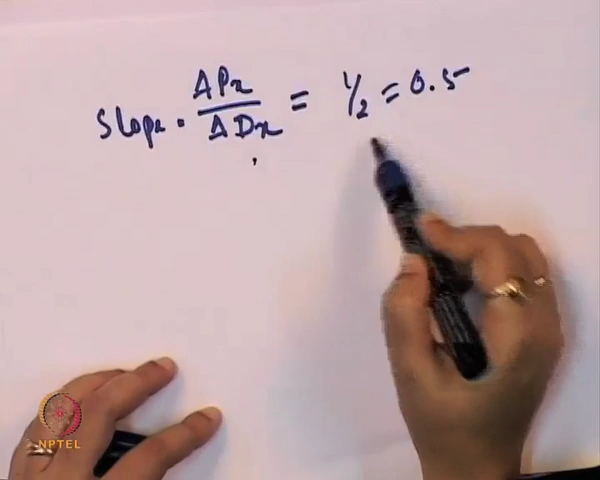 Slope = ΔPx / ΔDx = 1/2 = 0.5
NPTEL